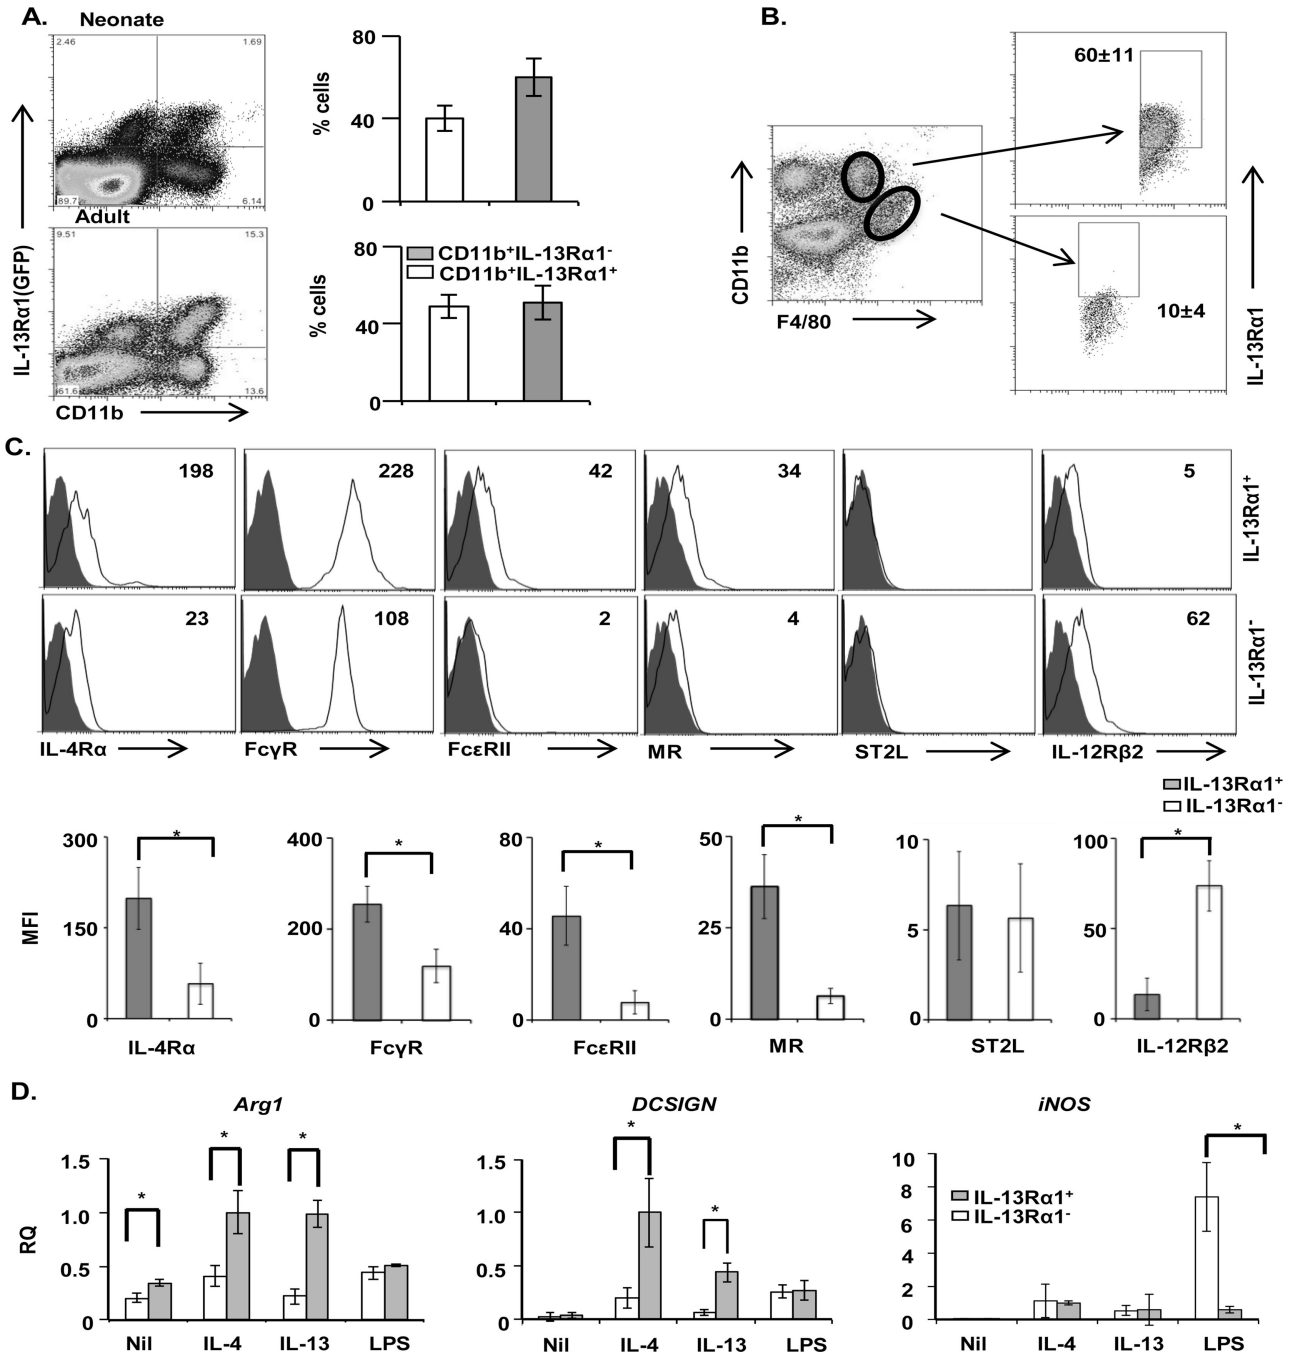 A.
Neonate
2.46 1.69
89.7 6.14
Adult
9.51 15.3
61.6 13.6
IL-13Rα1(GFP)
CD11b
80
40
0
% cells
80
40
0
% cells
CD11b⁺IL-13Rα1⁻
CD11b⁺IL-13Rα1⁺
B.
CD11b
F4/80
60±11
10±4
IL-13Rα1
C.
198 228 42 34 5
IL-13Rα1⁺
23 108 2 4 62
IL-13Rα1⁻
IL-4Rα FcγR FcεRII MR ST2L IL-12Rβ2
IL-13Rα1⁺
IL-13Rα1⁻
MFI
300
150
0
*
IL-4Rα
400
200
0
*
FcγR
80
40
0
*
FcεRII
50
25
0
*
MR
10
5
0
ST2L
100
50
0
*
IL-12Rβ2
D.
Arg1
RQ
1.5
1.0
0.5
0
* * *
Nil IL-4 IL-13 LPS
DCSIGN
1.5
1.0
0.5
0
* *
Nil IL-4 IL-13 LPS
iNOS
10
8
6
4
2
0
*
IL-13Rα1⁺
IL-13Rα1⁻
Nil IL-4 IL-13 LPS